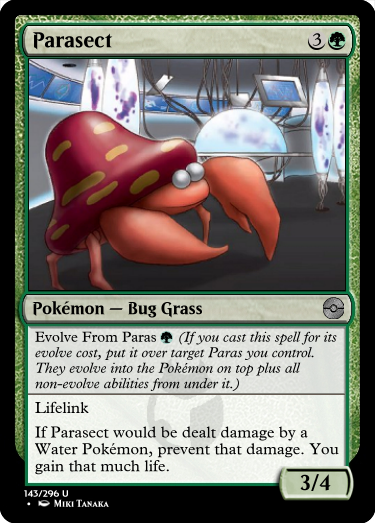 Parasect 3
Pokémon — Bug Grass
Evolve From Paras (If you cast this spell for its
evolve cost, put it over target Paras you control.
They evolve into the Pokémon on top plus all
non-evolve abilities from under it.)
Lifelink
If Parasect would be dealt damage by a
Water Pokémon, prevent that damage. You
gain that much life.
3/4
143/296 U
• Miki Tanaka